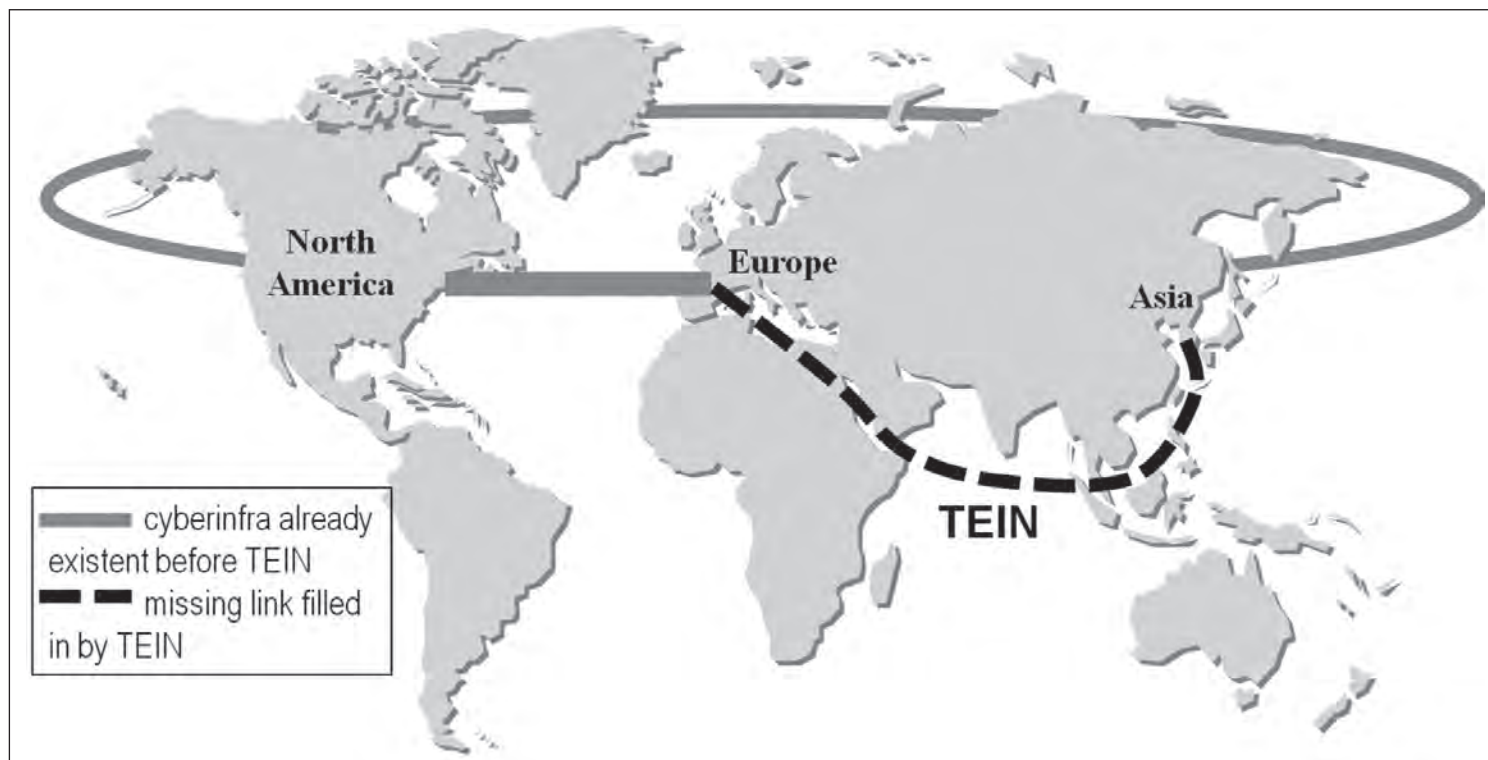 North
America
Europe
Asia
TEIN
cyberinfra already
existent before TEIN
missing link filled
in by TEIN